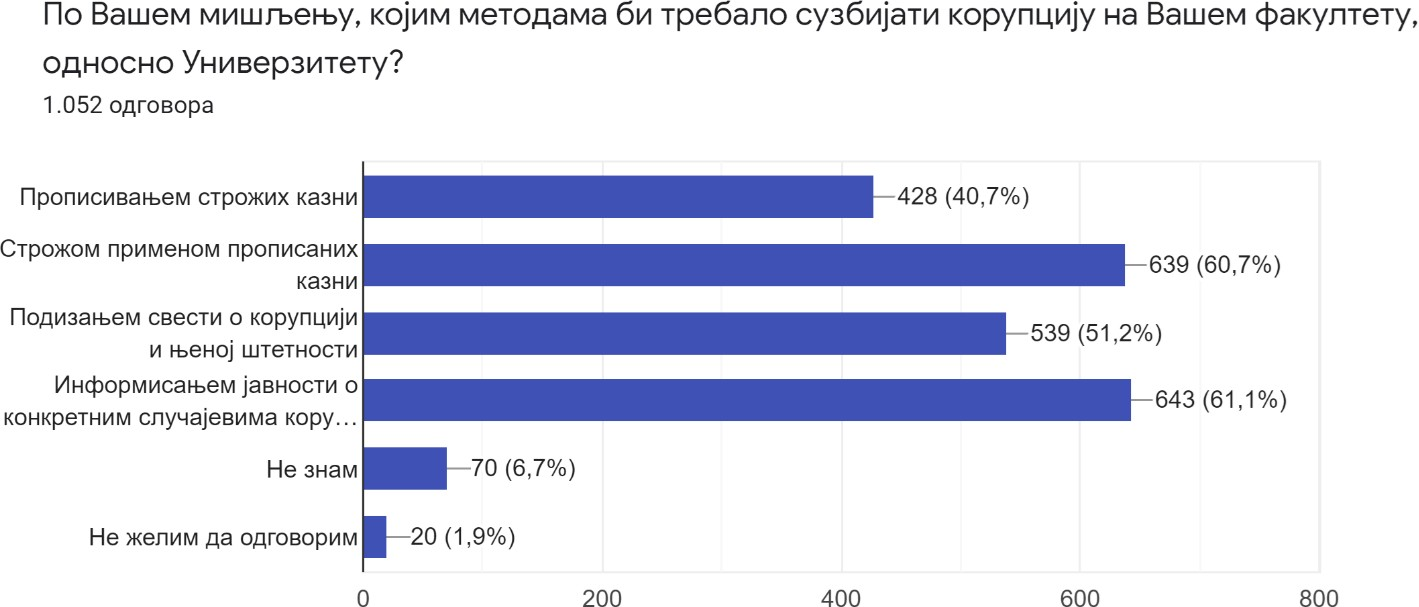 По Вашем мишљењу, којим методама би требало сузбијати корупцију на Вашем факултету,
односно Универзитету?
1.052 одговора
Прописивањем строжих казни
428 (40,7%)
Строжом применом прописаних
казни
639 (60,7%)
Подизањем свести о корупцији
и њеној штетности
539 (51,2%)
Информисањем јавности о
конкретним случајевима кору…
643 (61,1%)
Не знам
70 (6,7%)
Не желим да одговорим
20 (1,9%)
0 200 400 600 800